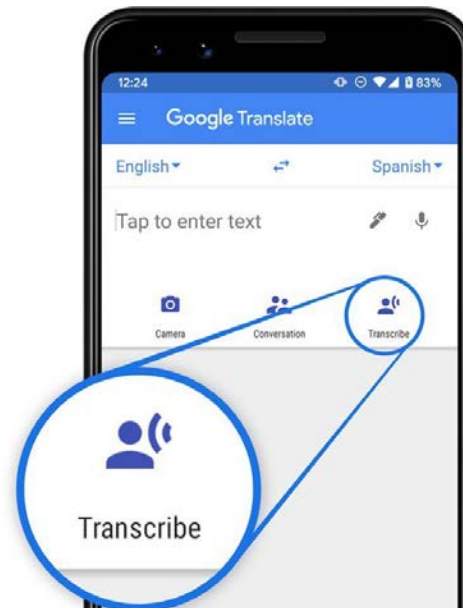 12:24
83%
Google Translate
English
Spanish
Tap to enter text
Camera
Conversation
Transcribe
Transcribe